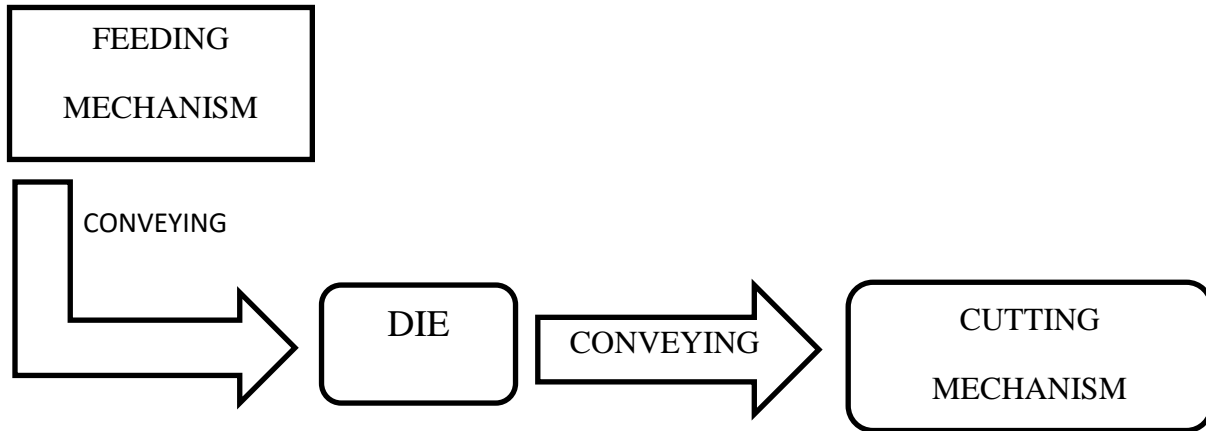 FEEDING
MECHANISM
CONVEYING
DIE
CONVEYING
CUTTING
MECHANISM